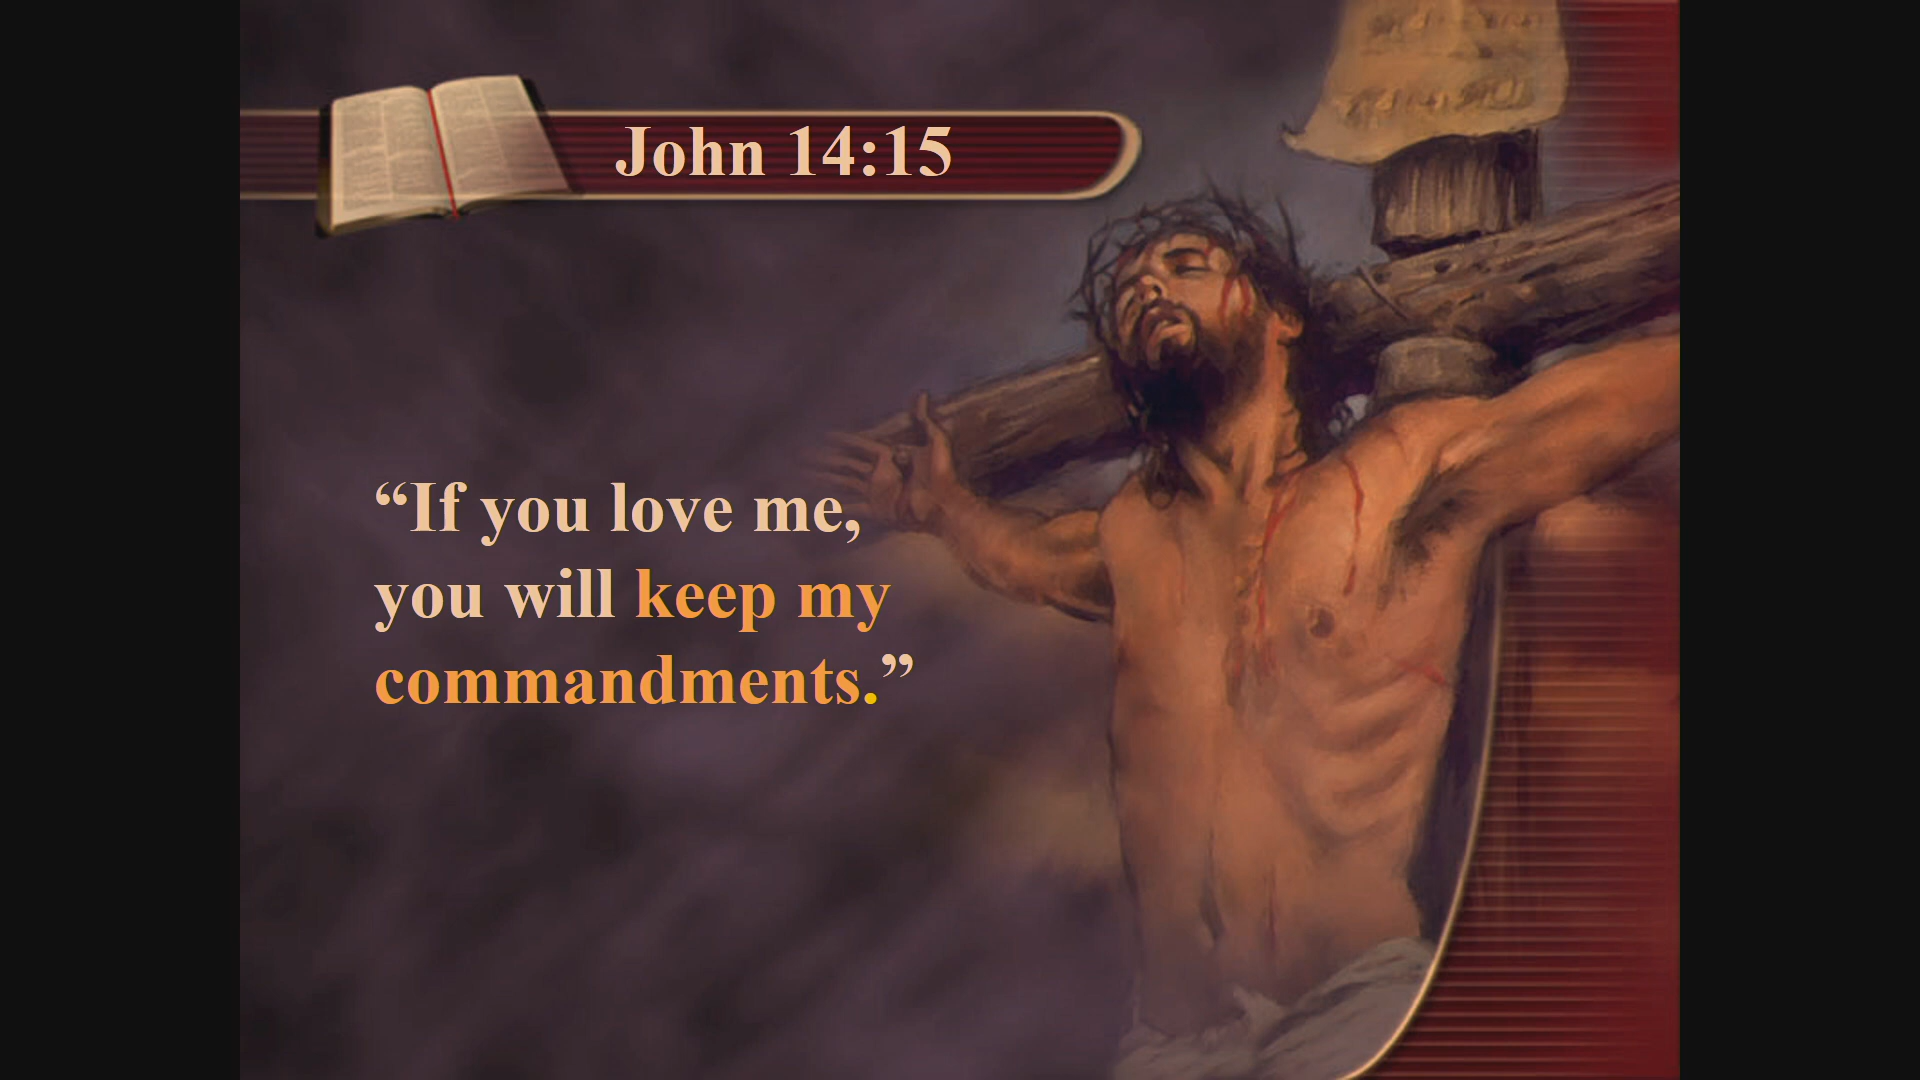 John 14:15
“If you love me,
you will keep my
commandments.”